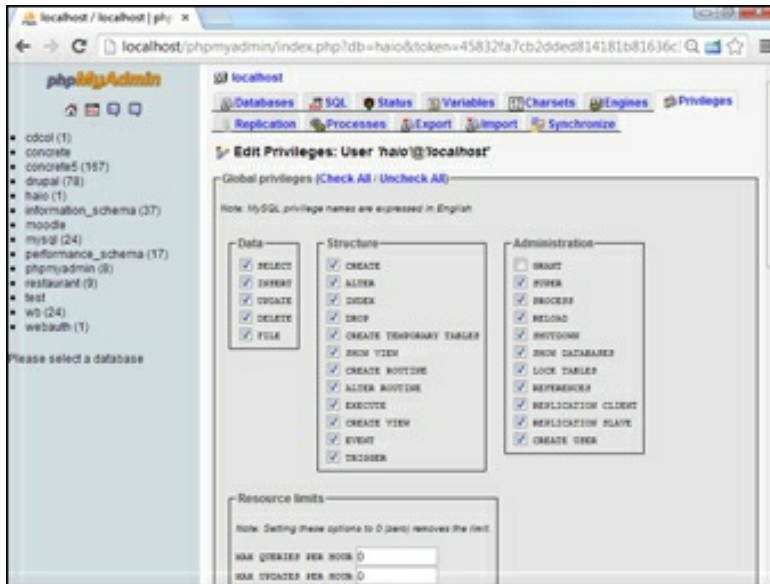 localhost / localhost | php
localhost/phpmyadmin/index.php?db=haio&token=45832fa7cb2dded814181b81636c
phpMyAdmin
cdcol (1)
concrete
concrete5 (167)
drupal (78)
haio (1)
information_schema (37)
moodle
mysql (24)
performance_schema (17)
phpmyadmin (8)
restaurant (9)
test
wb (24)
webauth (1)
Please select a database
localhost
Databases SQL Status Variables Charsets Engines Privileges
Replication Processes Export Import Synchronize
Edit Privileges: User 'haio'@'localhost'
Global privileges (Check All / Uncheck All)
Note: MySQL privilege names are expressed in English
Data
SELECT
INSERT
UPDATE
DELETE
FILE
Structure
CREATE
ALTER
INDEX
DROP
CREATE TEMPORARY TABLES
SHOW VIEW
CREATE ROUTINE
ALTER ROUTINE
EXECUTE
CREATE VIEW
EVENT
TRIGGER
Administration
GRANT
SUPER
PROCESS
RELOAD
SHUTDOWN
SHOW DATABASES
LOCK TABLES
REFERENCES
REPLICATION CLIENT
REPLICATION SLAVE
CREATE USER
Resource limits
Note: Setting these options to 0 (zero) removes the limit.
MAX QUERIES PER HOUR 0
MAX UPDATES PER HOUR 0